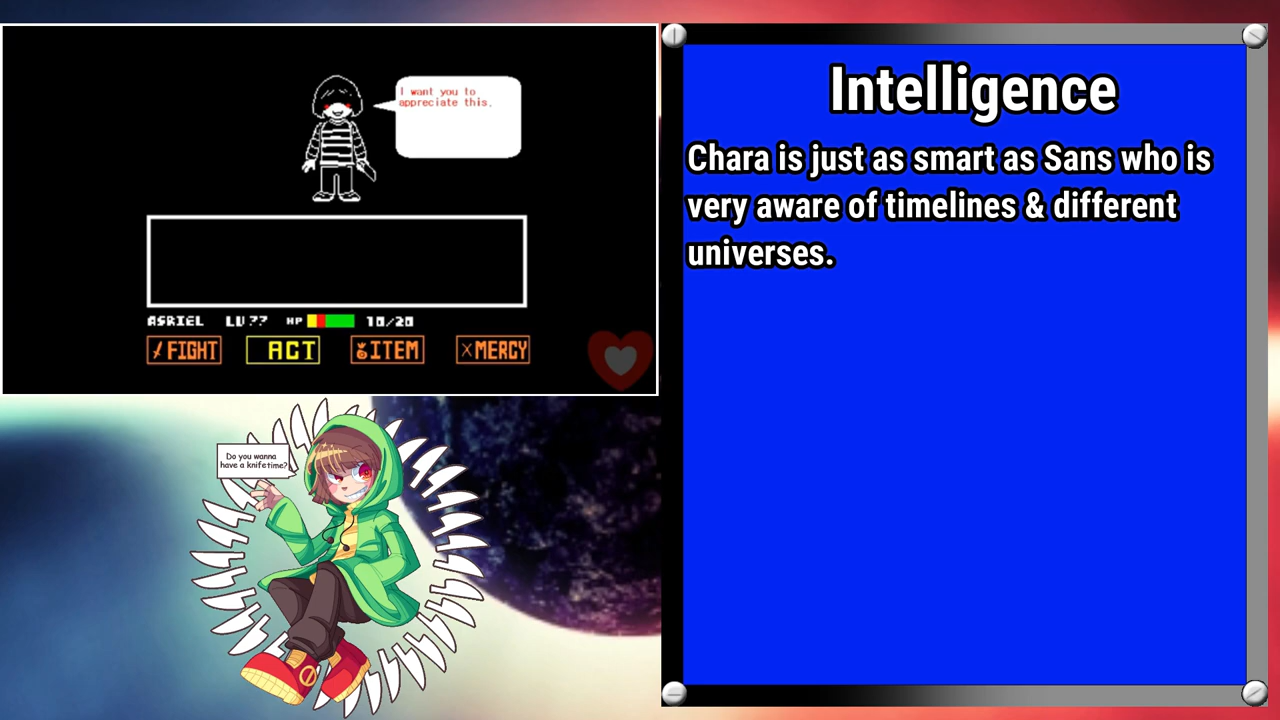 I want you to
appreciate this.
ASRIEL LV ?? HP 10/20
FIGHT ACT ITEM MERCY
Do you wanna
have a knifetime?
Intelligence
Chara is just as smart as Sans who is
very aware of timelines & different
universes.